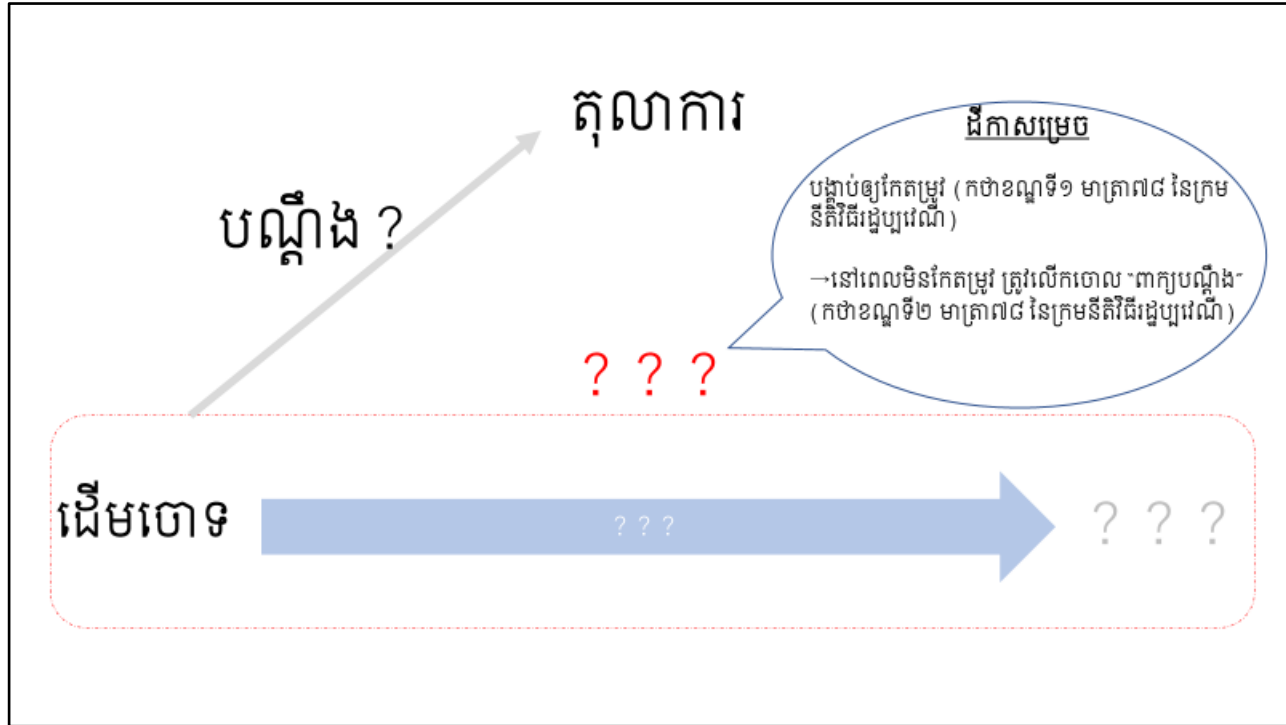 តុលាការ
បណ្តឹង ?
ដីកាសម្រេច
បង្គាប់ឲ្យកែតម្រូវ (កថាខណ្ឌទី១ មាត្រា៧៨ នៃក្រម
នីតិវិធីរដ្ឋប្បវេណី)
→នៅពេលមិនកែតម្រូវ ត្រូវលើកចោល “ពាក្យបណ្តឹង”
(កថាខណ្ឌទី២ មាត្រា៧៨ នៃក្រមនីតិវិធីរដ្ឋប្បវេណី)
? ? ?
ដើមចោទ
? ? ?
? ? ?